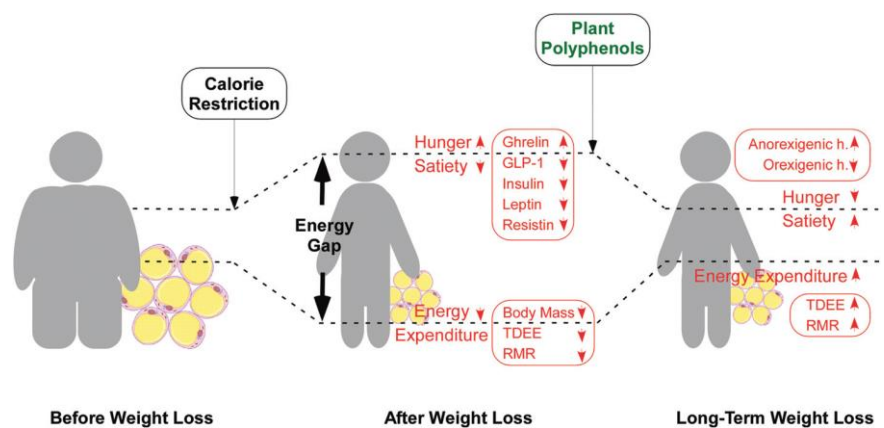 Plant
Polyphenols
Calorie
Restriction
Hunger
Satiety
Ghrelin
GLP-1
Insulin
Leptin
Resistin
Anorexigenic h.
Orexigenic h.
Hunger
Satiety
Energy
Gap
Energy Expenditure
Energy
Expenditure
Body Mass
TDEE
RMR
TDEE
RMR
Before Weight Loss
After Weight Loss
Long-Term Weight Loss